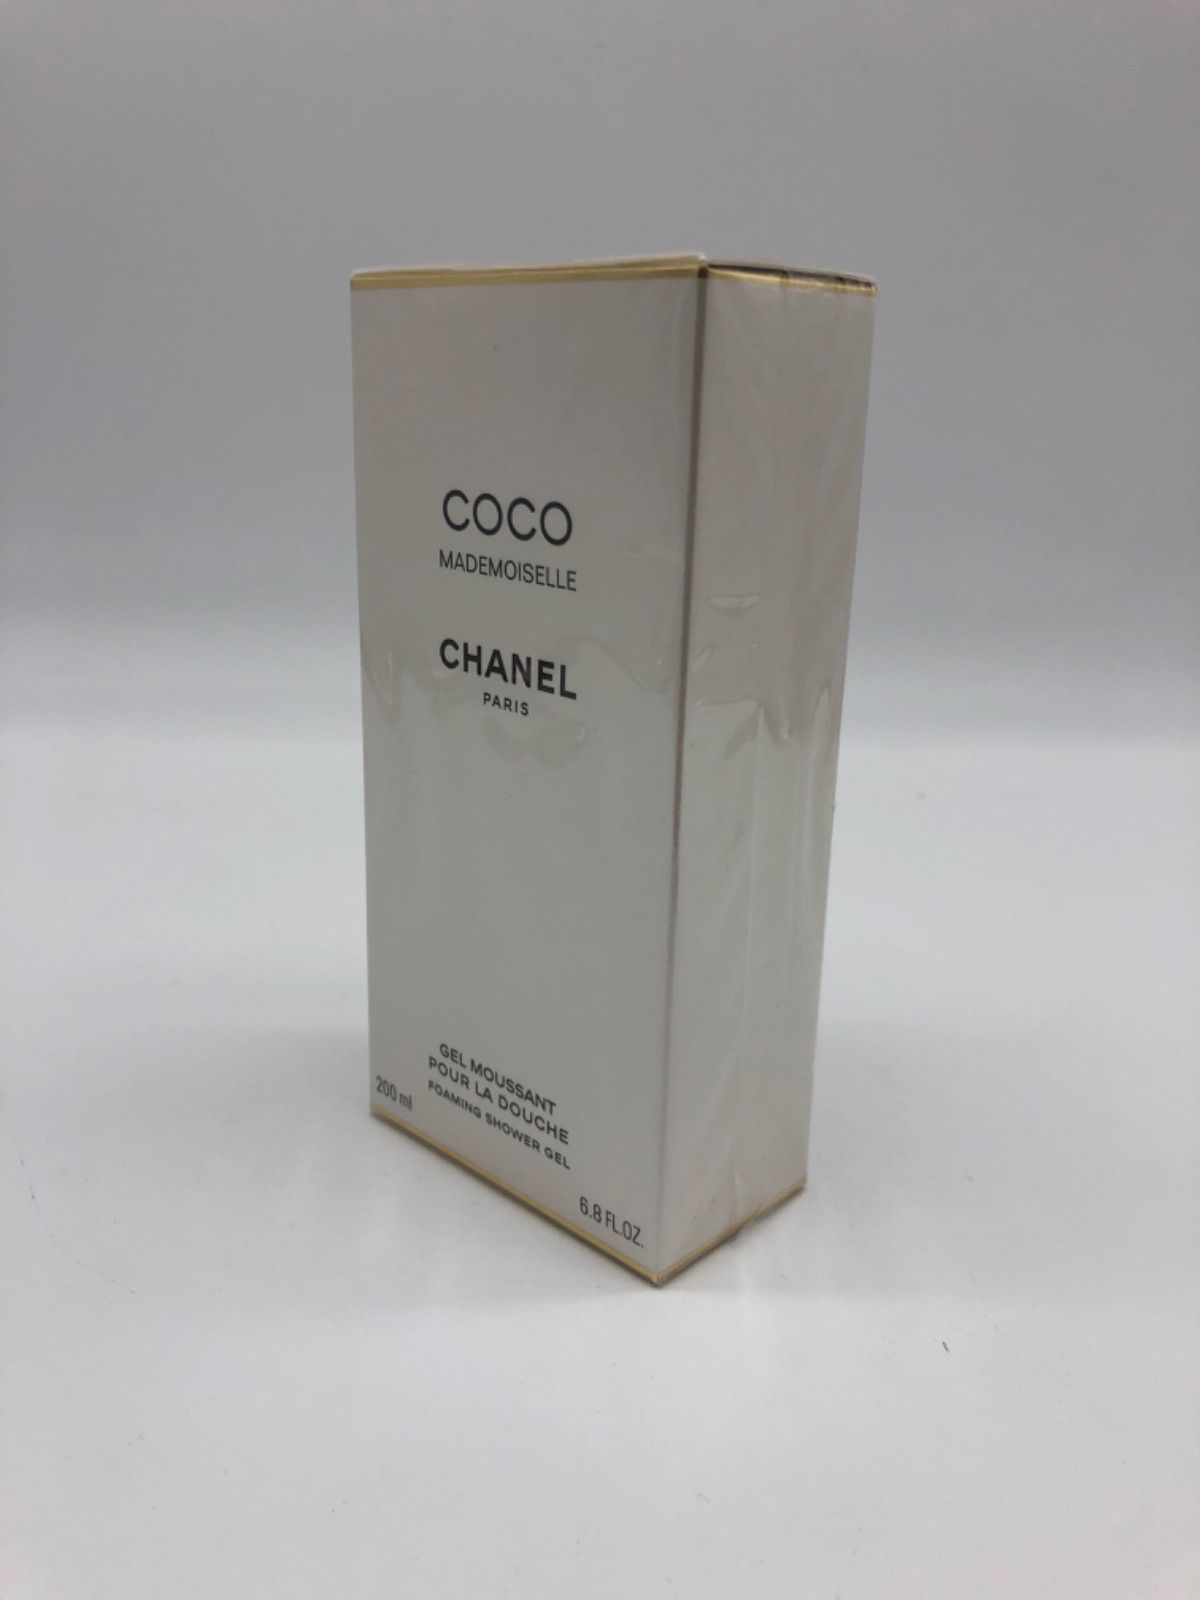 COCO
MADEMOISELLE
CHANEL
PARIS
GEL MOUSSANT
POUR LA DOUCHE
FOAMING SHOWER GEL
200 ml
6.8 FL.OZ.